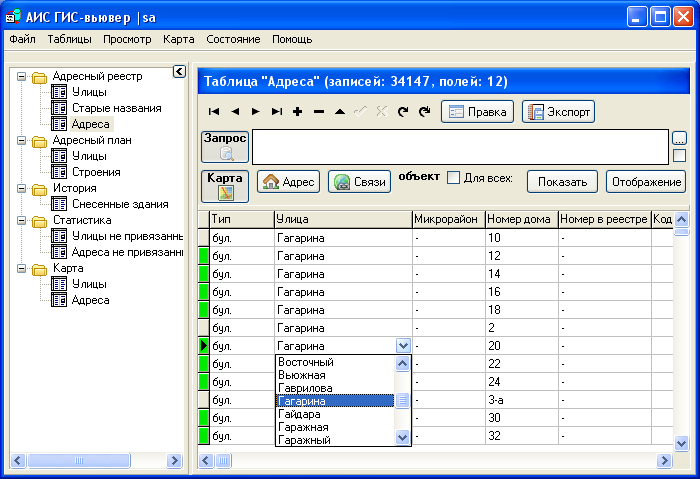 АИС ГИС-вьювер |sa
Файл Таблицы Просмотр Карта Состояние Помощь
Адресный реестр
Улицы
Старые названия
Адреса
Адресный план
Улицы
Строения
История
Снесенные здания
Статистика
Улицы не привязанны
Адреса не привязанн
Карта
Улицы
Адреса
Таблица "Адреса" (записей: 34147, полей: 12)
Правка Экспорт
Запрос ...
Карта Адрес Связи объект Для всех: Показать Отображение
Тип Улица Микрорайон Номер дома Номер в реестре Код
бул. Гагарина - 10 -
бул. Гагарина - 12 -
бул. Гагарина - 14 -
бул. Гагарина - 16 -
бул. Гагарина - 18 -
бул. Гагарина - 2 -
бул. Гагарина - 20 -
бул. Восточный - 22 -
Вьюжная
бул. Гаврилова - 24 -
бул. Гагарина - 3-а -
бул. Гайдара - 30 -
Гаражная
бул. Гаражный - 32 -